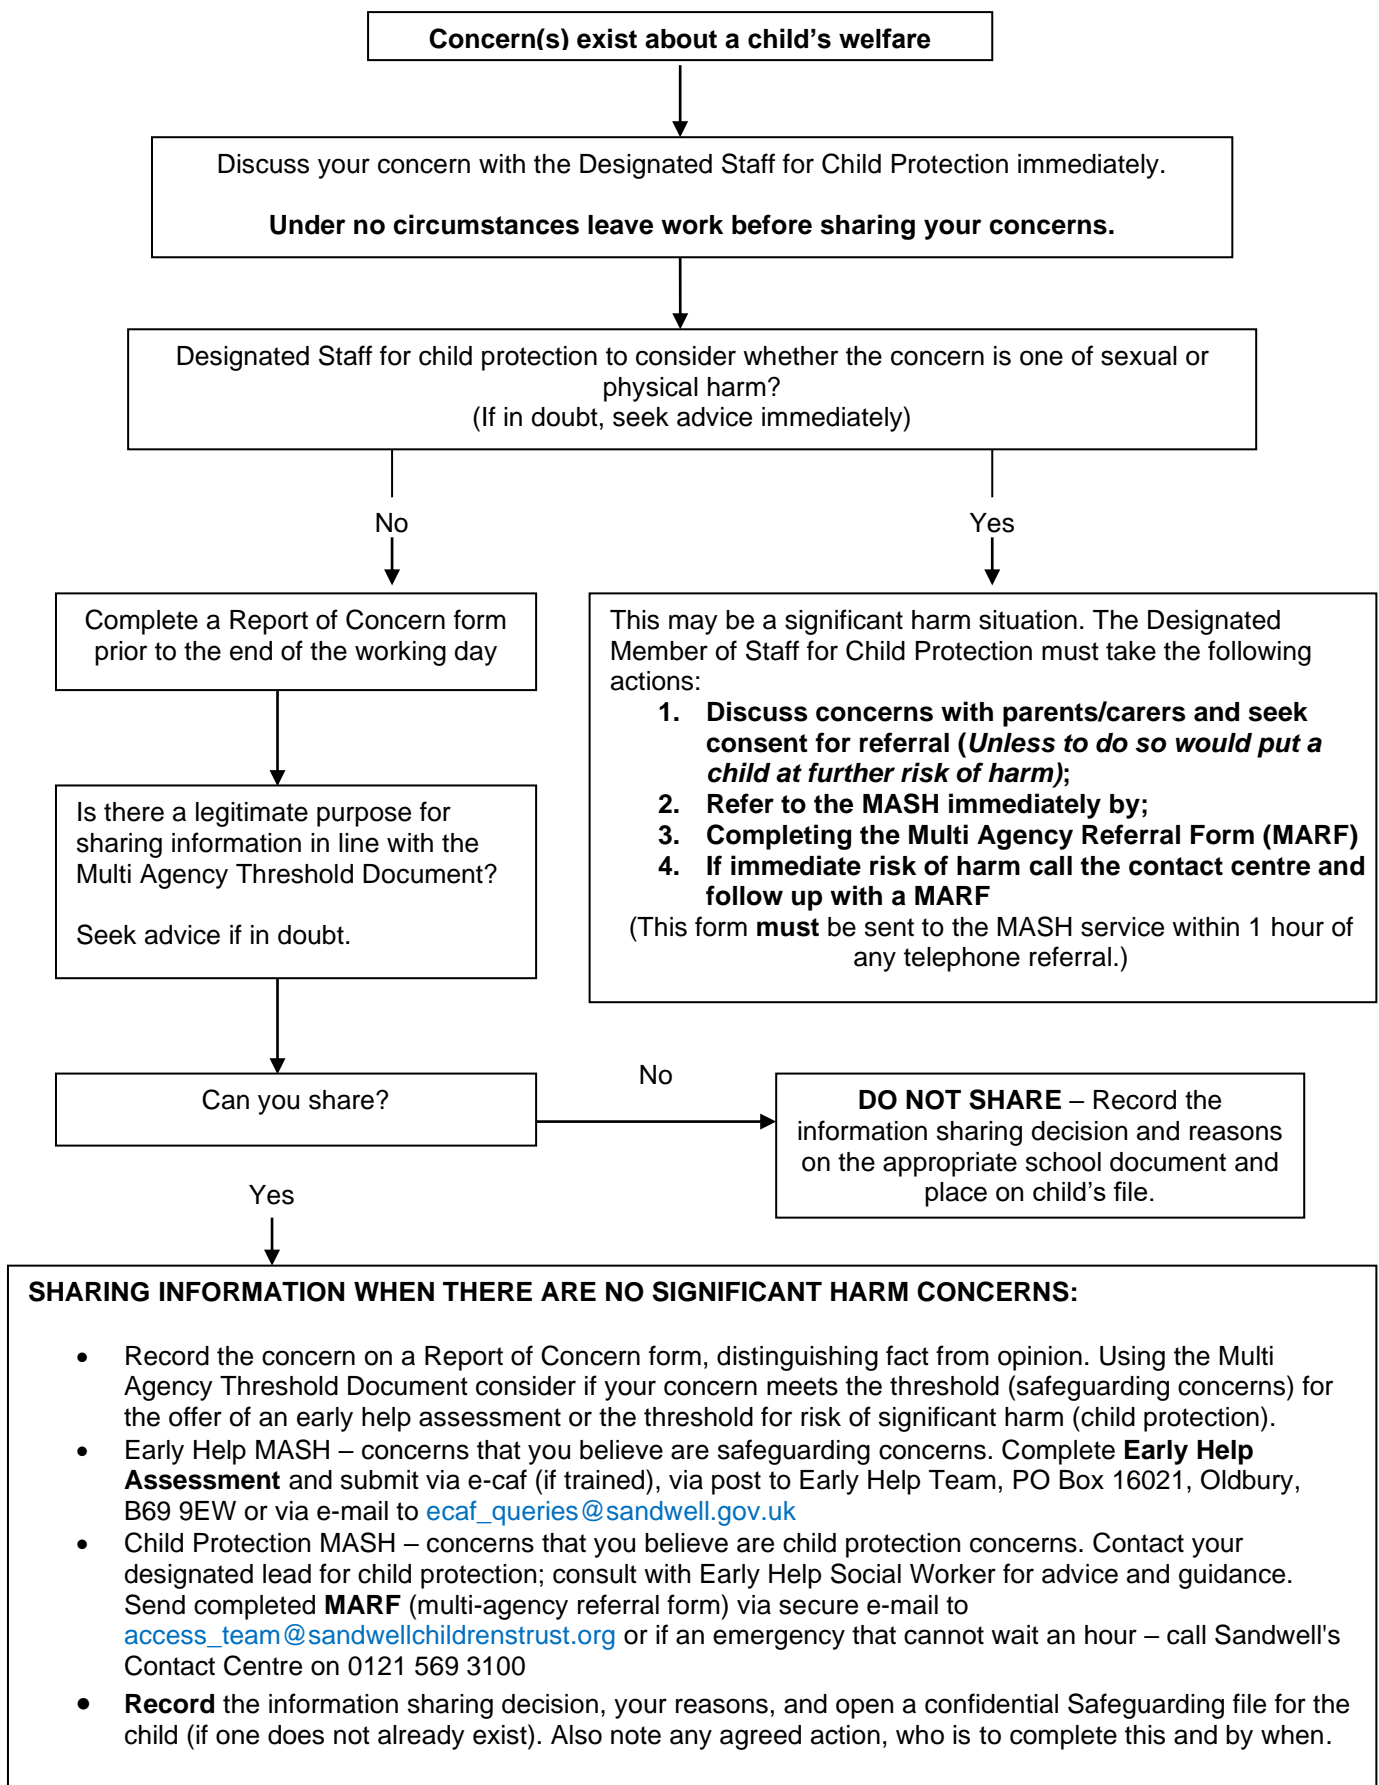 Concern(s) exist about a child's welfare
Discuss your concern with the Designated Staff for Child Protection immediately.
Under no circumstances leave work before sharing your concerns.
Designated Staff for child protection to consider whether the concern is one of sexual or
physical harm?
(If in doubt, seek advice immediately)
No
Yes
Complete a Report of Concern form
prior to the end of the working day
This may be a significant harm situation. The Designated
Member of Staff for Child Protection must take the following
actions:
1. Discuss concerns with parents/carers and seek
consent for referral (Unless to do so would put a
child at further risk of harm);
2. Refer to the MASH immediately by;
3. Completing the Multi Agency Referral Form (MARF)
4. If immediate risk of harm call the contact centre and
follow up with a MARF
(This form must be sent to the MASH service within 1 hour of
any telephone referral.)
Is there a legitimate purpose for
sharing information in line with the
Multi Agency Threshold Document?
Seek advice if in doubt.
Can you share?
No
DO NOT SHARE – Record the
information sharing decision and reasons
on the appropriate school document and
place on child's file.
Yes
SHARING INFORMATION WHEN THERE ARE NO SIGNIFICANT HARM CONCERNS:
• Record the concern on a Report of Concern form, distinguishing fact from opinion. Using the Multi
Agency Threshold Document consider if your concern meets the threshold (safeguarding concerns) for
the offer of an early help assessment or the threshold for risk of significant harm (child protection).
• Early Help MASH – concerns that you believe are safeguarding concerns. Complete Early Help
Assessment and submit via e-caf (if trained), via post to Early Help Team, PO Box 16021, Oldbury,
B69 9EW or via e-mail to ecaf_queries@sandwell.gov.uk
• Child Protection MASH – concerns that you believe are child protection concerns. Contact your
designated lead for child protection; consult with Early Help Social Worker for advice and guidance.
Send completed MARF (multi-agency referral form) via secure e-mail to
access_team@sandwellchildrenstrust.org or if an emergency that cannot wait an hour – call Sandwell's
Contact Centre on 0121 569 3100
• Record the information sharing decision, your reasons, and open a confidential Safeguarding file for the
child (if one does not already exist). Also note any agreed action, who is to complete this and by when.